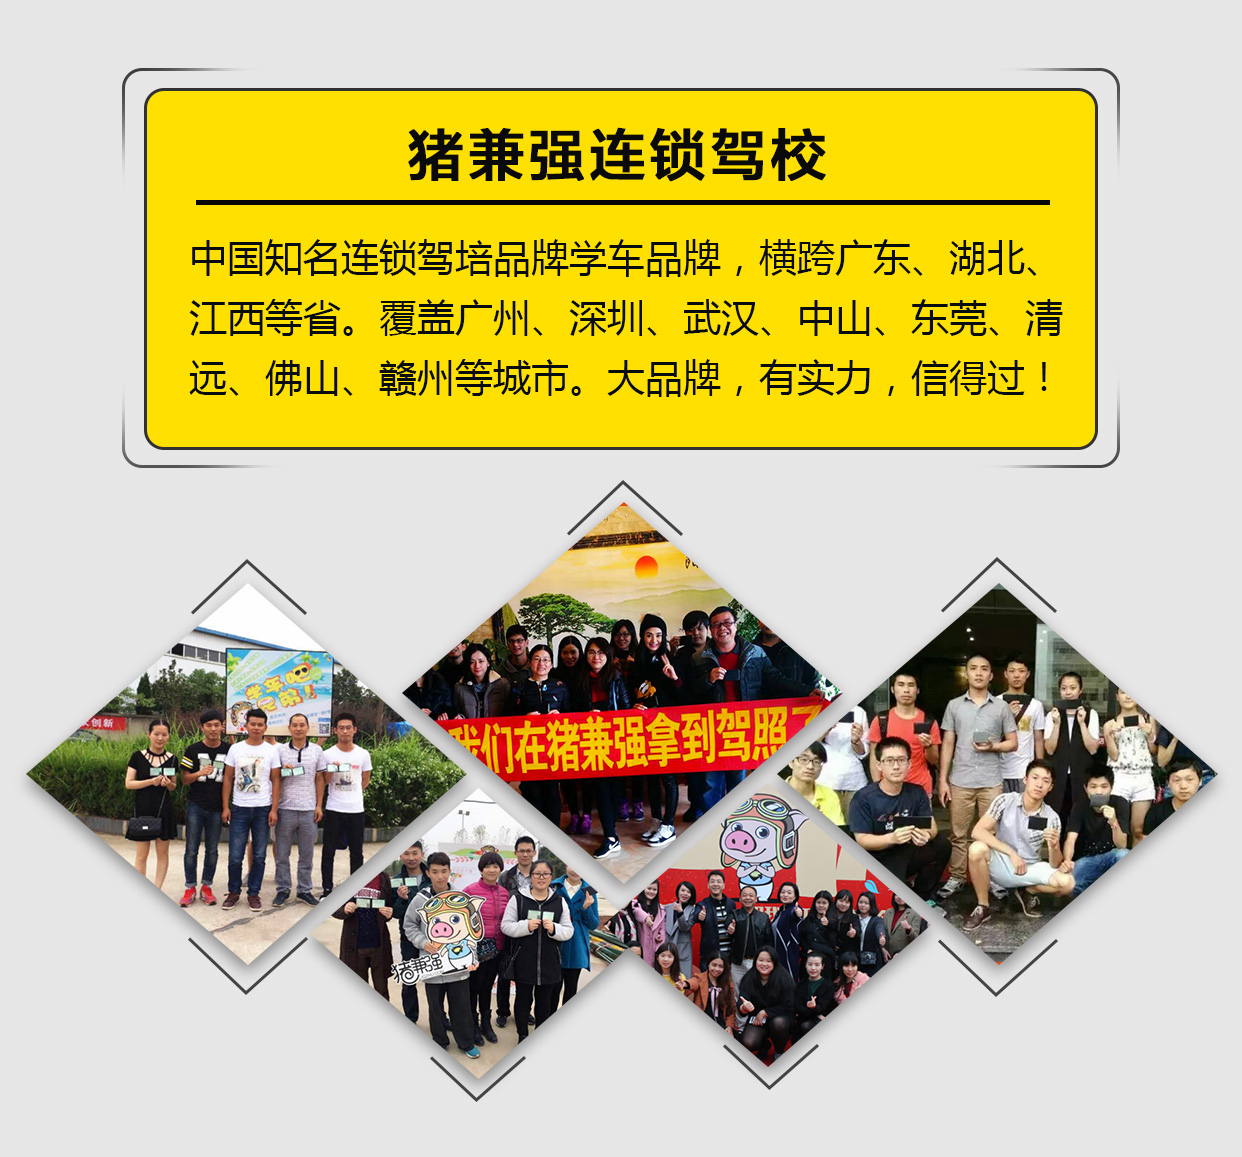 猪兼强连锁驾校
中国知名连锁驾培品牌学车品牌，横跨广东、湖北、
江西等省。覆盖广州、深圳、武汉、中山、东莞、清
远、佛山、赣州等城市。大品牌，有实力，信得过！
学车吧
兄弟!!
创新
我们在猪兼强拿到驾照了
猪兼强